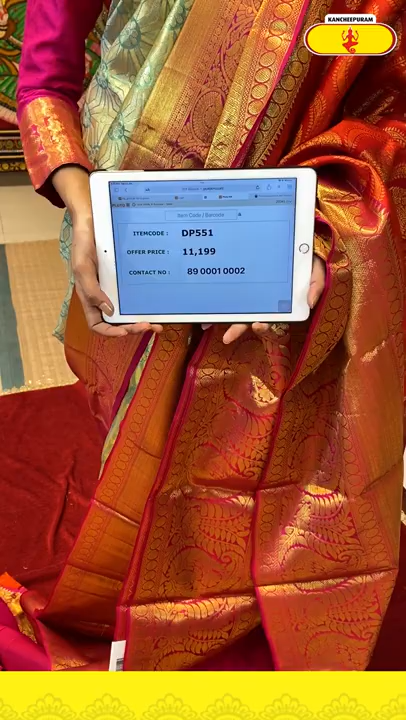 KANCHEEPURAM
Item Code / Barcode
ITEMCODE : DP551
OFFER PRICE : 11,199
CONTACT NO : 89 0001 0002